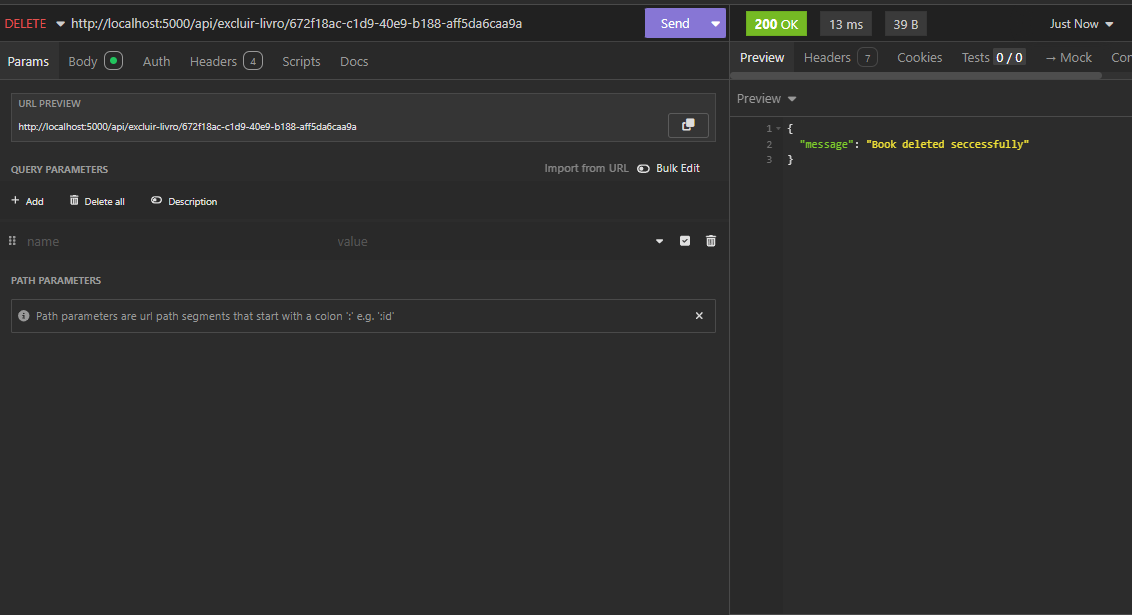 DELETE http://localhost:5000/api/excluir-livro/672f18ac-c1d9-40e9-b188-aff5da6caa9a Send
Params Body Auth Headers 4 Scripts Docs
URL PREVIEW
http://localhost:5000/api/excluir-livro/672f18ac-c1d9-40e9-b188-aff5da6caa9a
QUERY PARAMETERS Import from URL Bulk Edit
+ Add Delete all Description
name value
PATH PARAMETERS
Path parameters are url path segments that start with a colon ':' e.g. ':id'
200 OK 13 ms 39 B Just Now
Preview Headers 7 Cookies Tests 0 / 0 → Mock Cor
Preview
1 {
2 "message": "Book deleted seccessfully"
3 }